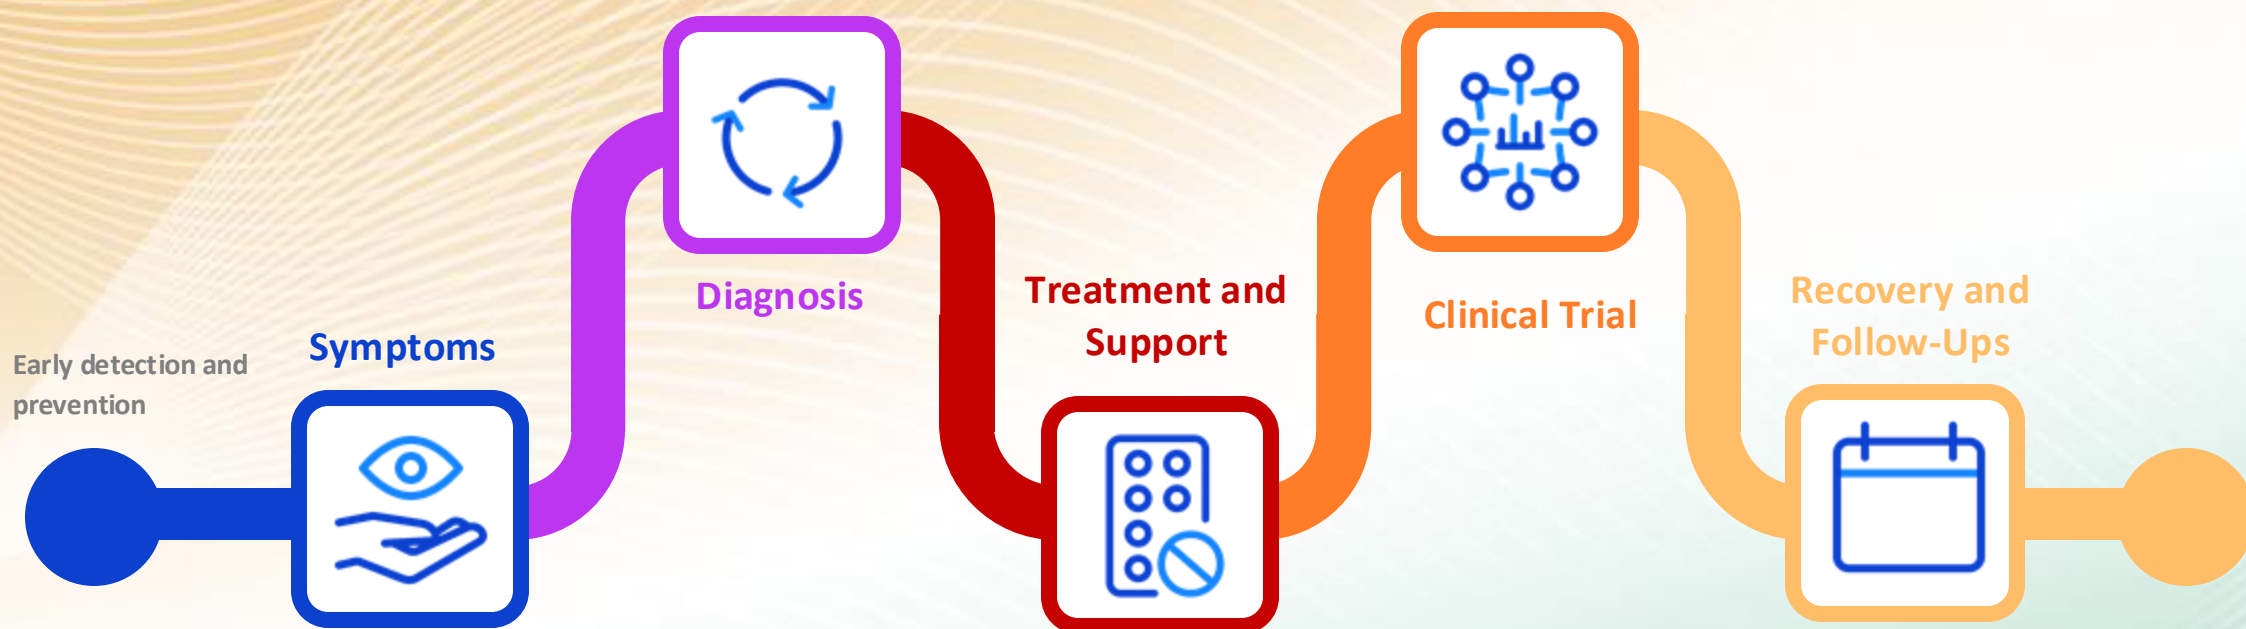 Early detection and
prevention
Symptoms
Diagnosis
Treatment and
Support
Clinical Trial
Recovery and
Follow-Ups